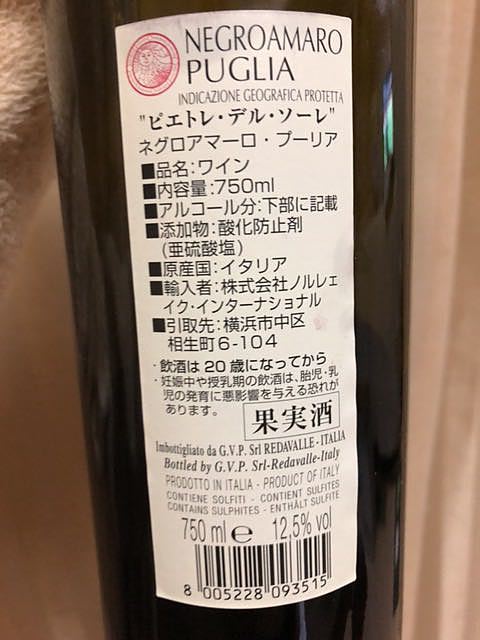 NEGROAMARO
PUGLIA
INDICAZIONE GEOGRAFICA PROTETTA
"ピエトレ・デル・ソーレ"
ネグロアマーロ・プーリア
■品名:ワイン
■内容量:750ml
■アルコール分:下部に記載
■添加物:酸化防止剤
(亜硫酸塩)
■原産国:イタリア
■輸入者:株式会社ノルレェ
イク・インターナショナル
■引取先:横浜市中区
相生町6-104
・飲酒は20歳になってから
・妊娠中や授乳期の飲酒は、胎児・乳
児の発育に悪影響を与える恐れが
あります。
果実酒
Imbottigliato da G.V.P. Srl REDAVALLE - ITALIA
Bottled by G.V.P. Srl-Redavalle-Italy
PRODOTTO IN ITALIA - PRODUCT OF ITALY
CONTIENE SOLFITI - CONTIENT SULFITES
CONTAINS SULPHITES - ENTHÄLT SULFITE
750 ml e 12,5% vol
8 005228 093515